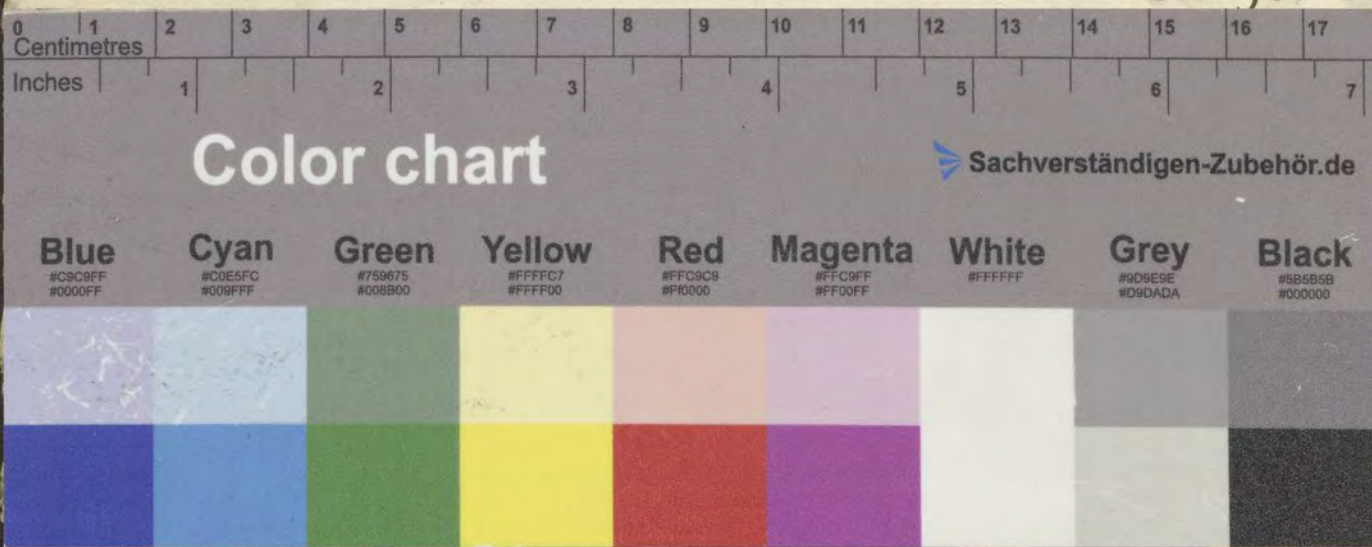 0 1 2 3 4 5 6 7 8 9 10 11 12 13 14 15 16 17
Centimetres
Inches 1 2 3 4 5 6 7
Color chart
Sachverständigen-Zubehör.de
Blue Cyan Green Yellow Red Magenta White Grey Black
#C9C9FF #C0E5FC #759675 #FFFFC7 #FFC9C9 #FFC9FF #FFFFFF #9D9E9E #5B5B5B
#0000FF #009FFF #008B00 #FFFF00 #Ff0000 #FF00FF #D9DADA #000000